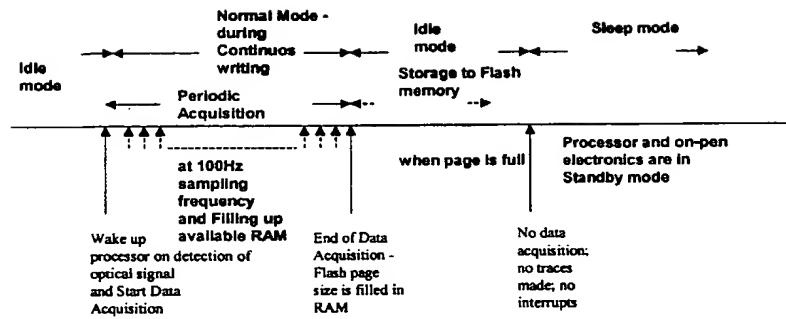 Normal Mode -
during
Continuos
writing
Idle
mode
Sleep mode
Idle
mode
Storage to Flash
memory
Periodic
Acquisition
at 100Hz
sampling
frequency
and Filling up
available RAM
when page is full
Processor and on-pen
electronics are in
Standby mode
Wake up
processor on detection of
optical signal
and Start Data
Acquisition
End of Data
Acquisition -
Flash page
size is filled in
RAM
No data
acquisition;
no traces
made; no
interrupts